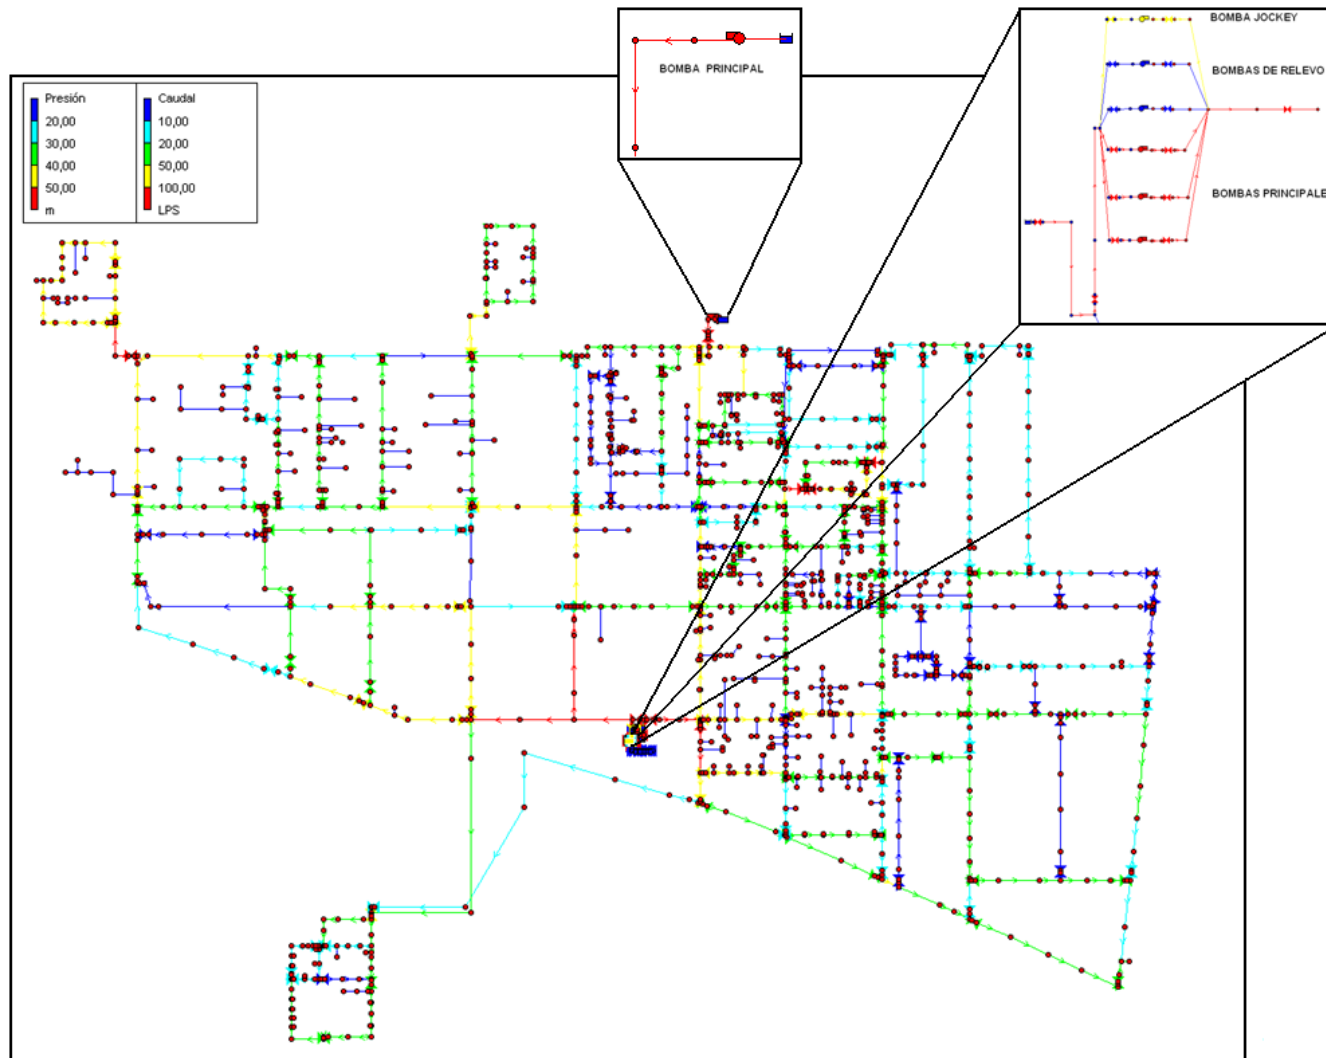 BOMBA PRINCIPAL
BOMBA JOCKEY
BOMBAS DE RELEVO
BOMBAS PRINCIPALE
Presión
20,00
30,00
40,00
50,00
m
Caudal
10,00
20,00
50,00
100,00
LPS